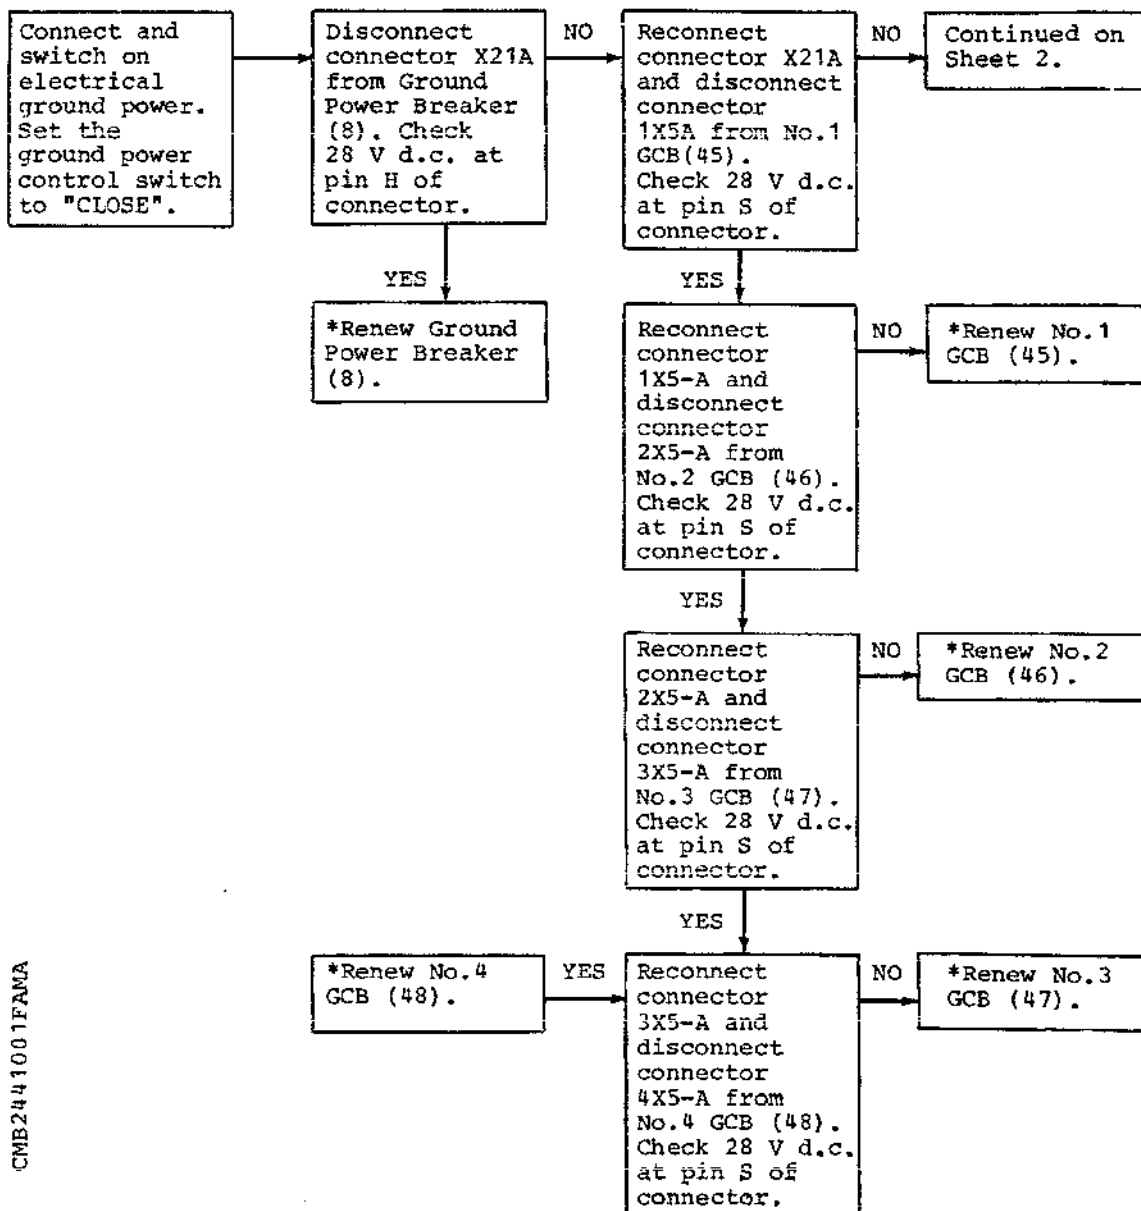 Connect and
switch on
electrical
ground power.
Set the
ground power
control switch
to "CLOSE".
Disconnect
connector X21A
from Ground
Power Breaker
(8). Check
28 V d.c. at
pin H of
connector.
NO
Reconnect
connector X21A
and disconnect
connector
1X5A from No.1
GCB(45).
Check 28 V d.c.
at pin S of
connector.
NO
Continued on
Sheet 2.
YES
*Renew Ground
Power Breaker
(8).
YES
Reconnect
connector
1X5-A and
disconnect
connector
2X5-A from
No.2 GCB (46).
Check 28 V d.c.
at pin S of
connector.
NO
*Renew No.1
GCB (45).
YES
Reconnect
connector
2X5-A and
disconnect
connector
3X5-A from
No.3 GCB (47).
Check 28 V d.c.
at pin S of
connector.
NO
*Renew No.2
GCB (46).
YES
*Renew No.4
GCB (48).
YES
Reconnect
connector
3X5-A and
disconnect
connector
4X5-A from
No.4 GCB (48).
Check 28 V d.c.
at pin S of
connector.
NO
*Renew No.3
GCB (47).
CMB2441001FAMA